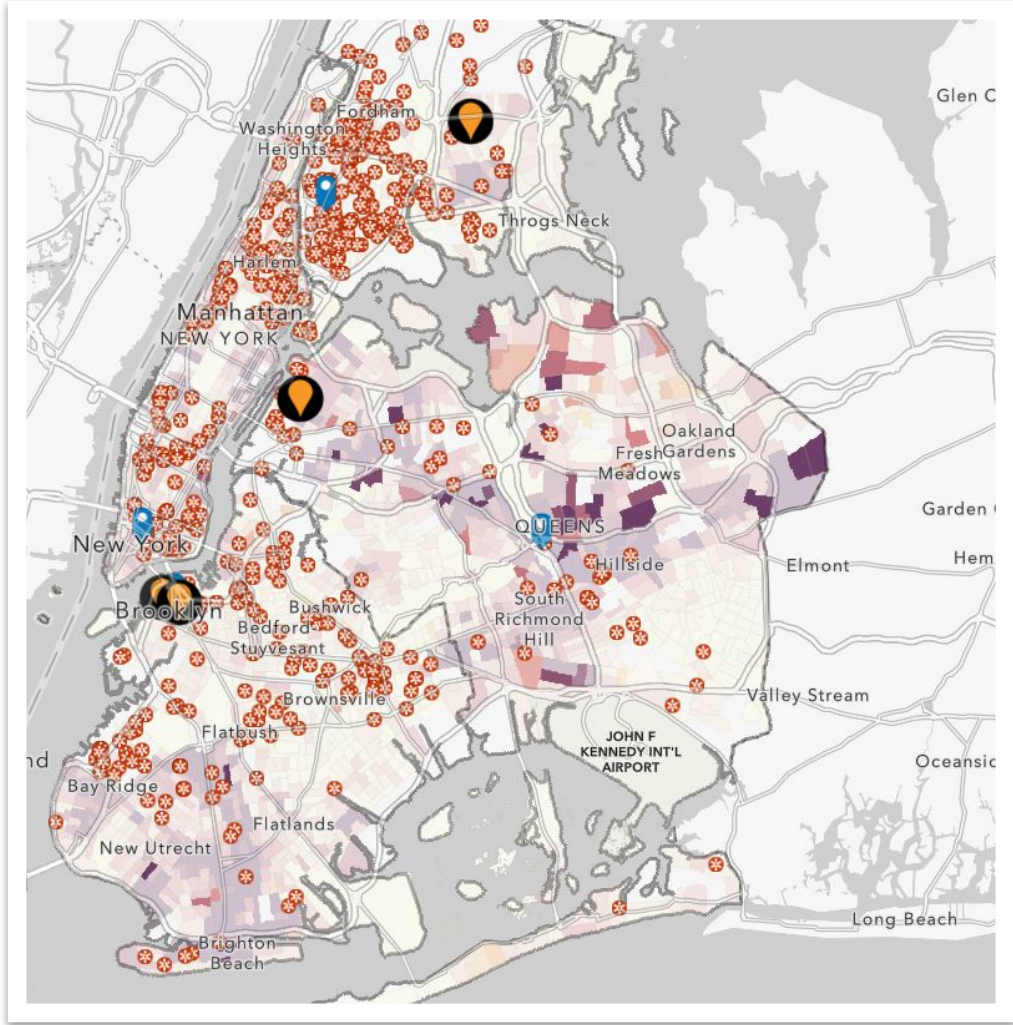 Glen C
Fordham
Washington
Heights
Throgs Neck
Harlem
Manhattan
NEW YORK
Oakland
Gardens
Fresh
Meadows
Garden
QUEENS
New York
Hem
Elmont
Hillside
Brooklyn
Bushwick
South
Richmond
Hill
Bedford-
Stuyvesant
Brownsville
Valley Stream
Flatbush
JOHN F
KENNEDY INT'L
AIRPORT
nd
Oceansid
Bay Ridge
Flatlands
New Utrecht
Long Beach
Brighton
Beach